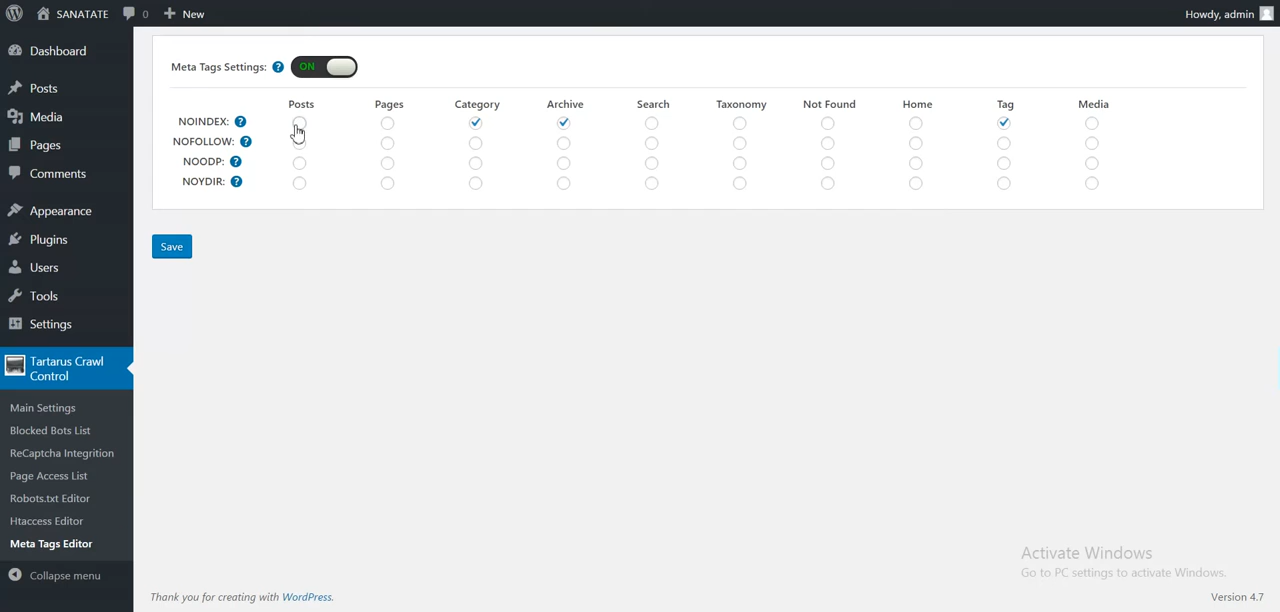 SANATATE 0 New Howdy, admin
Dashboard
Posts
Media
Pages
Comments
Appearance
Plugins
Users
Tools
Settings
Tartarus Crawl
Control
Main Settings
Blocked Bots List
ReCaptcha Integrition
Page Access List
Robots.txt Editor
Htaccess Editor
Meta Tags Editor
Collapse menu
Meta Tags Settings: ? ON
Posts Pages Category Archive Search Taxonomy Not Found Home Tag Media
NOINDEX: ?
NOFOLLOW: ?
NOODP: ?
NOYDIR: ?
Save
Activate Windows
Go to PC settings to activate Windows.
Thank you for creating with WordPress. Version 4.7